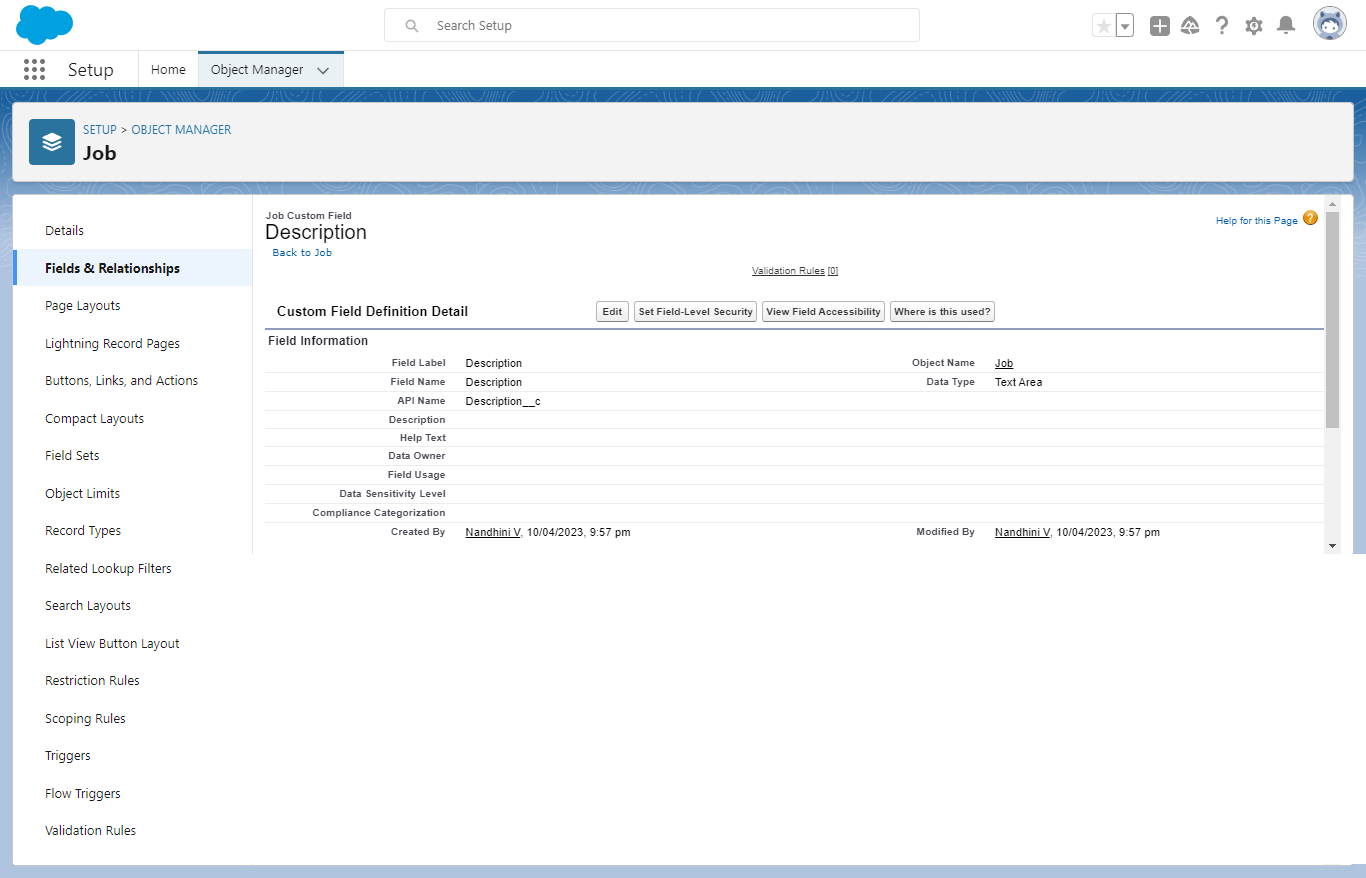 Search Setup
Setup
Home
Object Manager
SETUP > OBJECT MANAGER
Job
Details
Fields & Relationships
Page Layouts
Lightning Record Pages
Buttons, Links, and Actions
Compact Layouts
Field Sets
Object Limits
Record Types
Related Lookup Filters
Search Layouts
List View Button Layout
Restriction Rules
Scoping Rules
Triggers
Flow Triggers
Validation Rules
Job Custom Field
Description
Back to Job
Help for this Page ?
Validation Rules [0]
Custom Field Definition Detail Edit Set Field-Level Security View Field Accessibility Where is this used?
Field Information
Field Label Description Object Name Job
Field Name Description Data Type Text Area
API Name Description__c
Description
Help Text
Data Owner
Field Usage
Data Sensitivity Level
Compliance Categorization
Created By Nandhini V, 10/04/2023, 9:57 pm Modified By Nandhini V, 10/04/2023, 9:57 pm